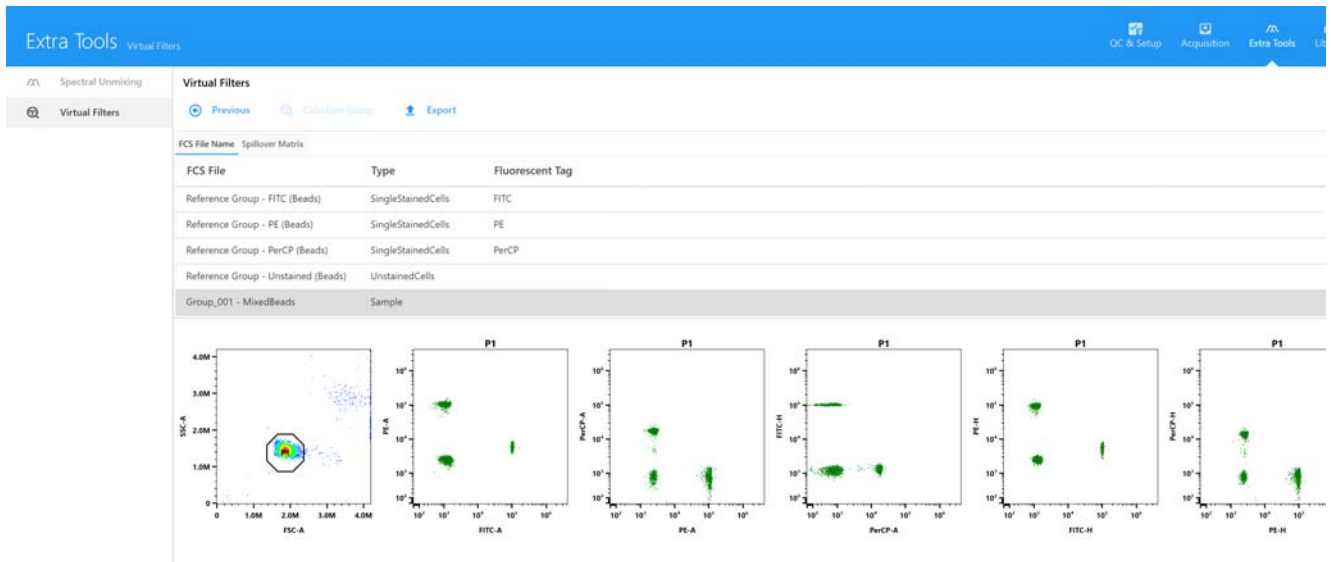 Extra Tools Virtual Filters
QC & Setup Acquisition Extra Tools
Spectral Unmixing
Virtual Filters
Virtual Filters
Previous Calculate Comp Export
FCS File Name Spillover Matrix
FCS File Type Fluorescent Tag
Reference Group - FITC (Beads) SingleStainedCells FITC
Reference Group - PE (Beads) SingleStainedCells PE
Reference Group - PerCP (Beads) SingleStainedCells PerCP
Reference Group - Unstained (Beads) UnstainedCells
Group_001 - MixedBeads Sample
P1 P1 P1 P1 P1
4.0M
3.0M
2.0M
1.0M
0
SSC-A
0 1.0M 2.0M 3.0M 4.0M
FSC-A
PE-A
FITC-A
PerCP-A
PE-A
FITC-H
PerCP-A
PE-H
FITC-H
PerCP-H
PE-H